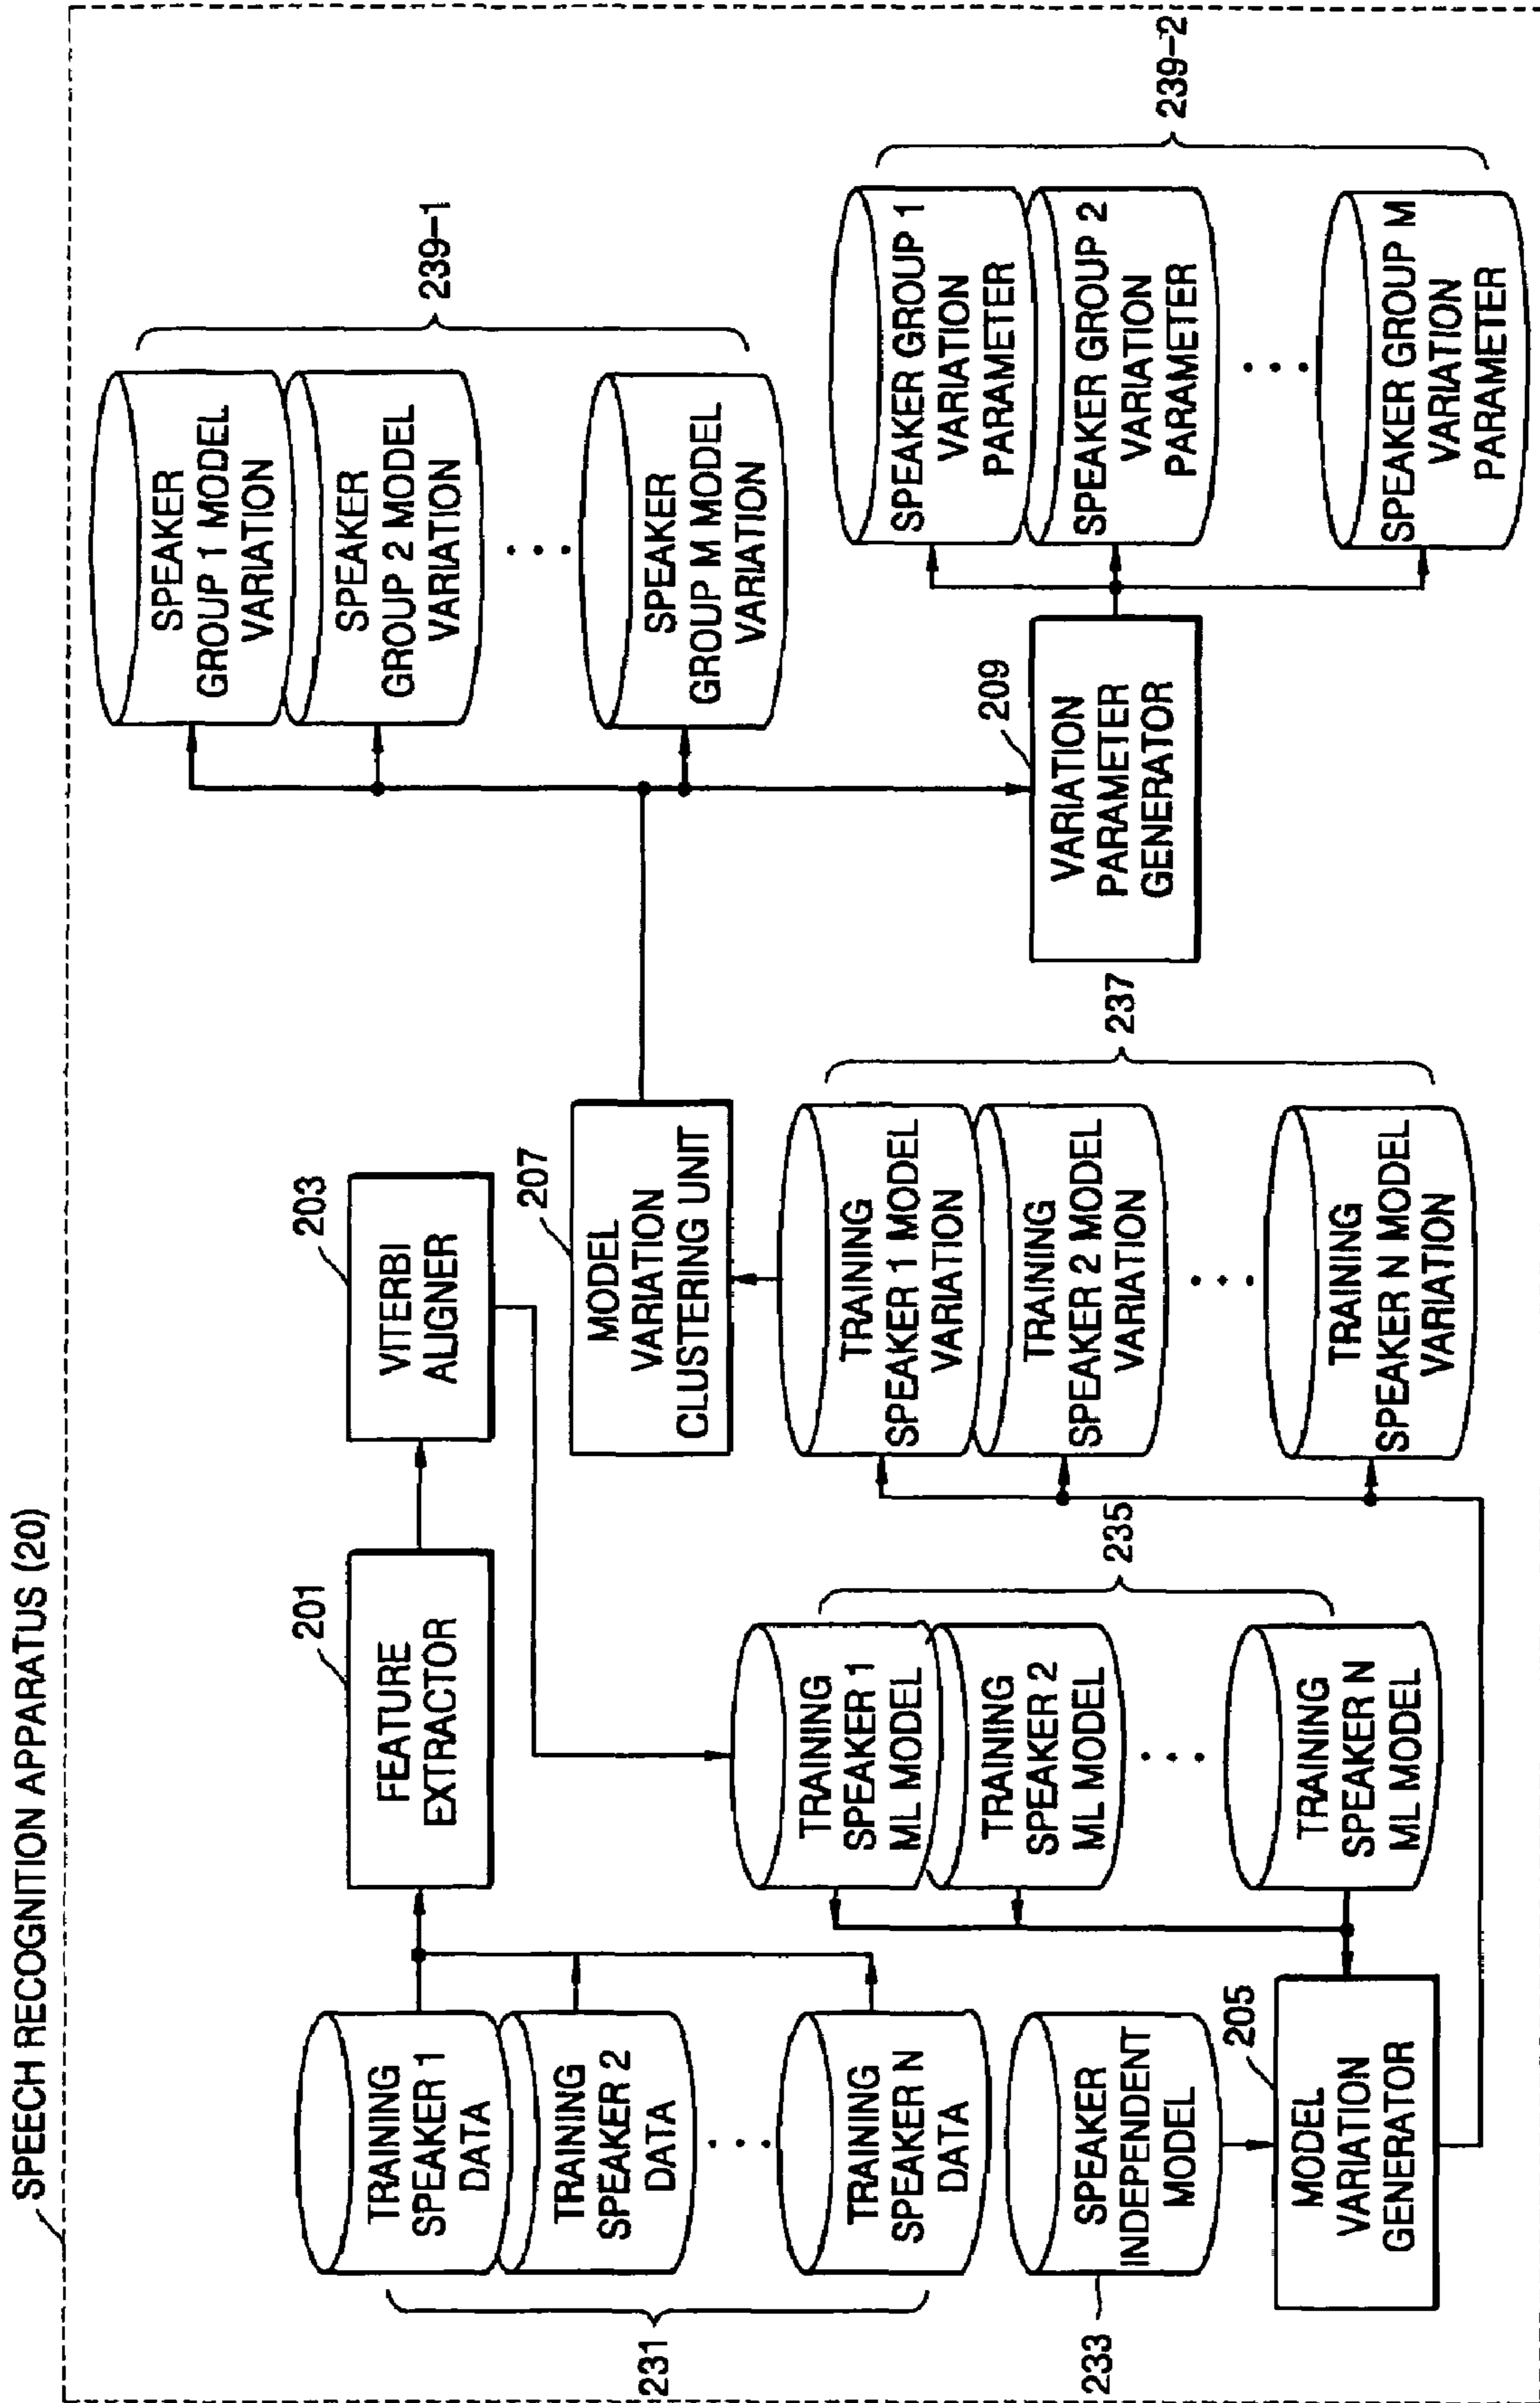 SPEECH RECOGNITION APPARATUS (20)
TRAINING
SPEAKER 1
DATA
TRAINING
SPEAKER 2
DATA
TRAINING
SPEAKER N
DATA
231
201
FEATURE
EXTRACTOR
203
VITERBI
ALIGNER
233
SPEAKER
INDEPENDENT
MODEL
205
MODEL
VARIATION
GENERATOR
TRAINING
SPEAKER 1
ML MODEL
TRAINING
SPEAKER 2
ML MODEL
TRAINING
SPEAKER N
ML MODEL
235
207
MODEL
VARIATION
CLUSTERING UNIT
TRAINING
SPEAKER 1 MODEL
VARIATION
TRAINING
SPEAKER 2 MODEL
VARIATION
TRAINING
SPEAKER N MODEL
VARIATION
237
SPEAKER
GROUP 1 MODEL
VARIATION
SPEAKER
GROUP 2 MODEL
VARIATION
SPEAKER
GROUP M MODEL
VARIATION
239-1
209
VARIATION
PARAMETER
GENERATOR
SPEAKER GROUP 1
VARIATION
PARAMETER
SPEAKER GROUP 2
VARIATION
PARAMETER
SPEAKER GROUP M
VARIATION
PARAMETER
239-2